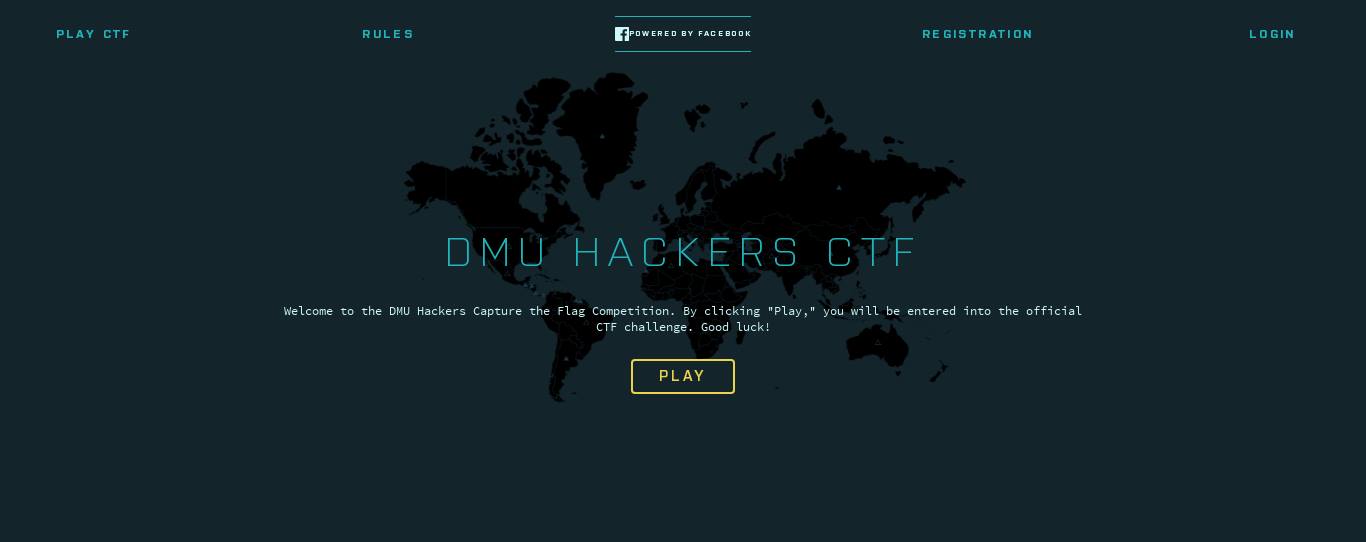 PLAY CTF
RULES
POWERED BY FACEBOOK
REGISTRATION
LOGIN
DMU HACKERS CTF
Welcome to the DMU Hackers Capture the Flag Competition. By clicking "Play," you will be entered into the official
CTF challenge. Good luck!
PLAY